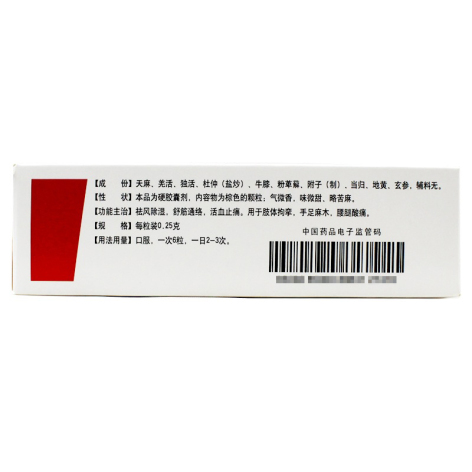 【成　份】天麻、羌活、独活、杜仲（盐炒）、牛膝、粉萆薢、附子（制）、当归、地黄、玄参，辅料无。
【性　状】本品为硬胶囊剂，内容物为棕色的颗粒；气微香，味微甜、略苦麻。
【功能主治】祛风除湿，舒筋通络，活血止痛。用于肢体拘挛，手足麻木，腰腿酸痛。
【规　格】每粒装0.25克
【用法用量】口服，一次6粒，一日2-3次。
中国药品电子监管码